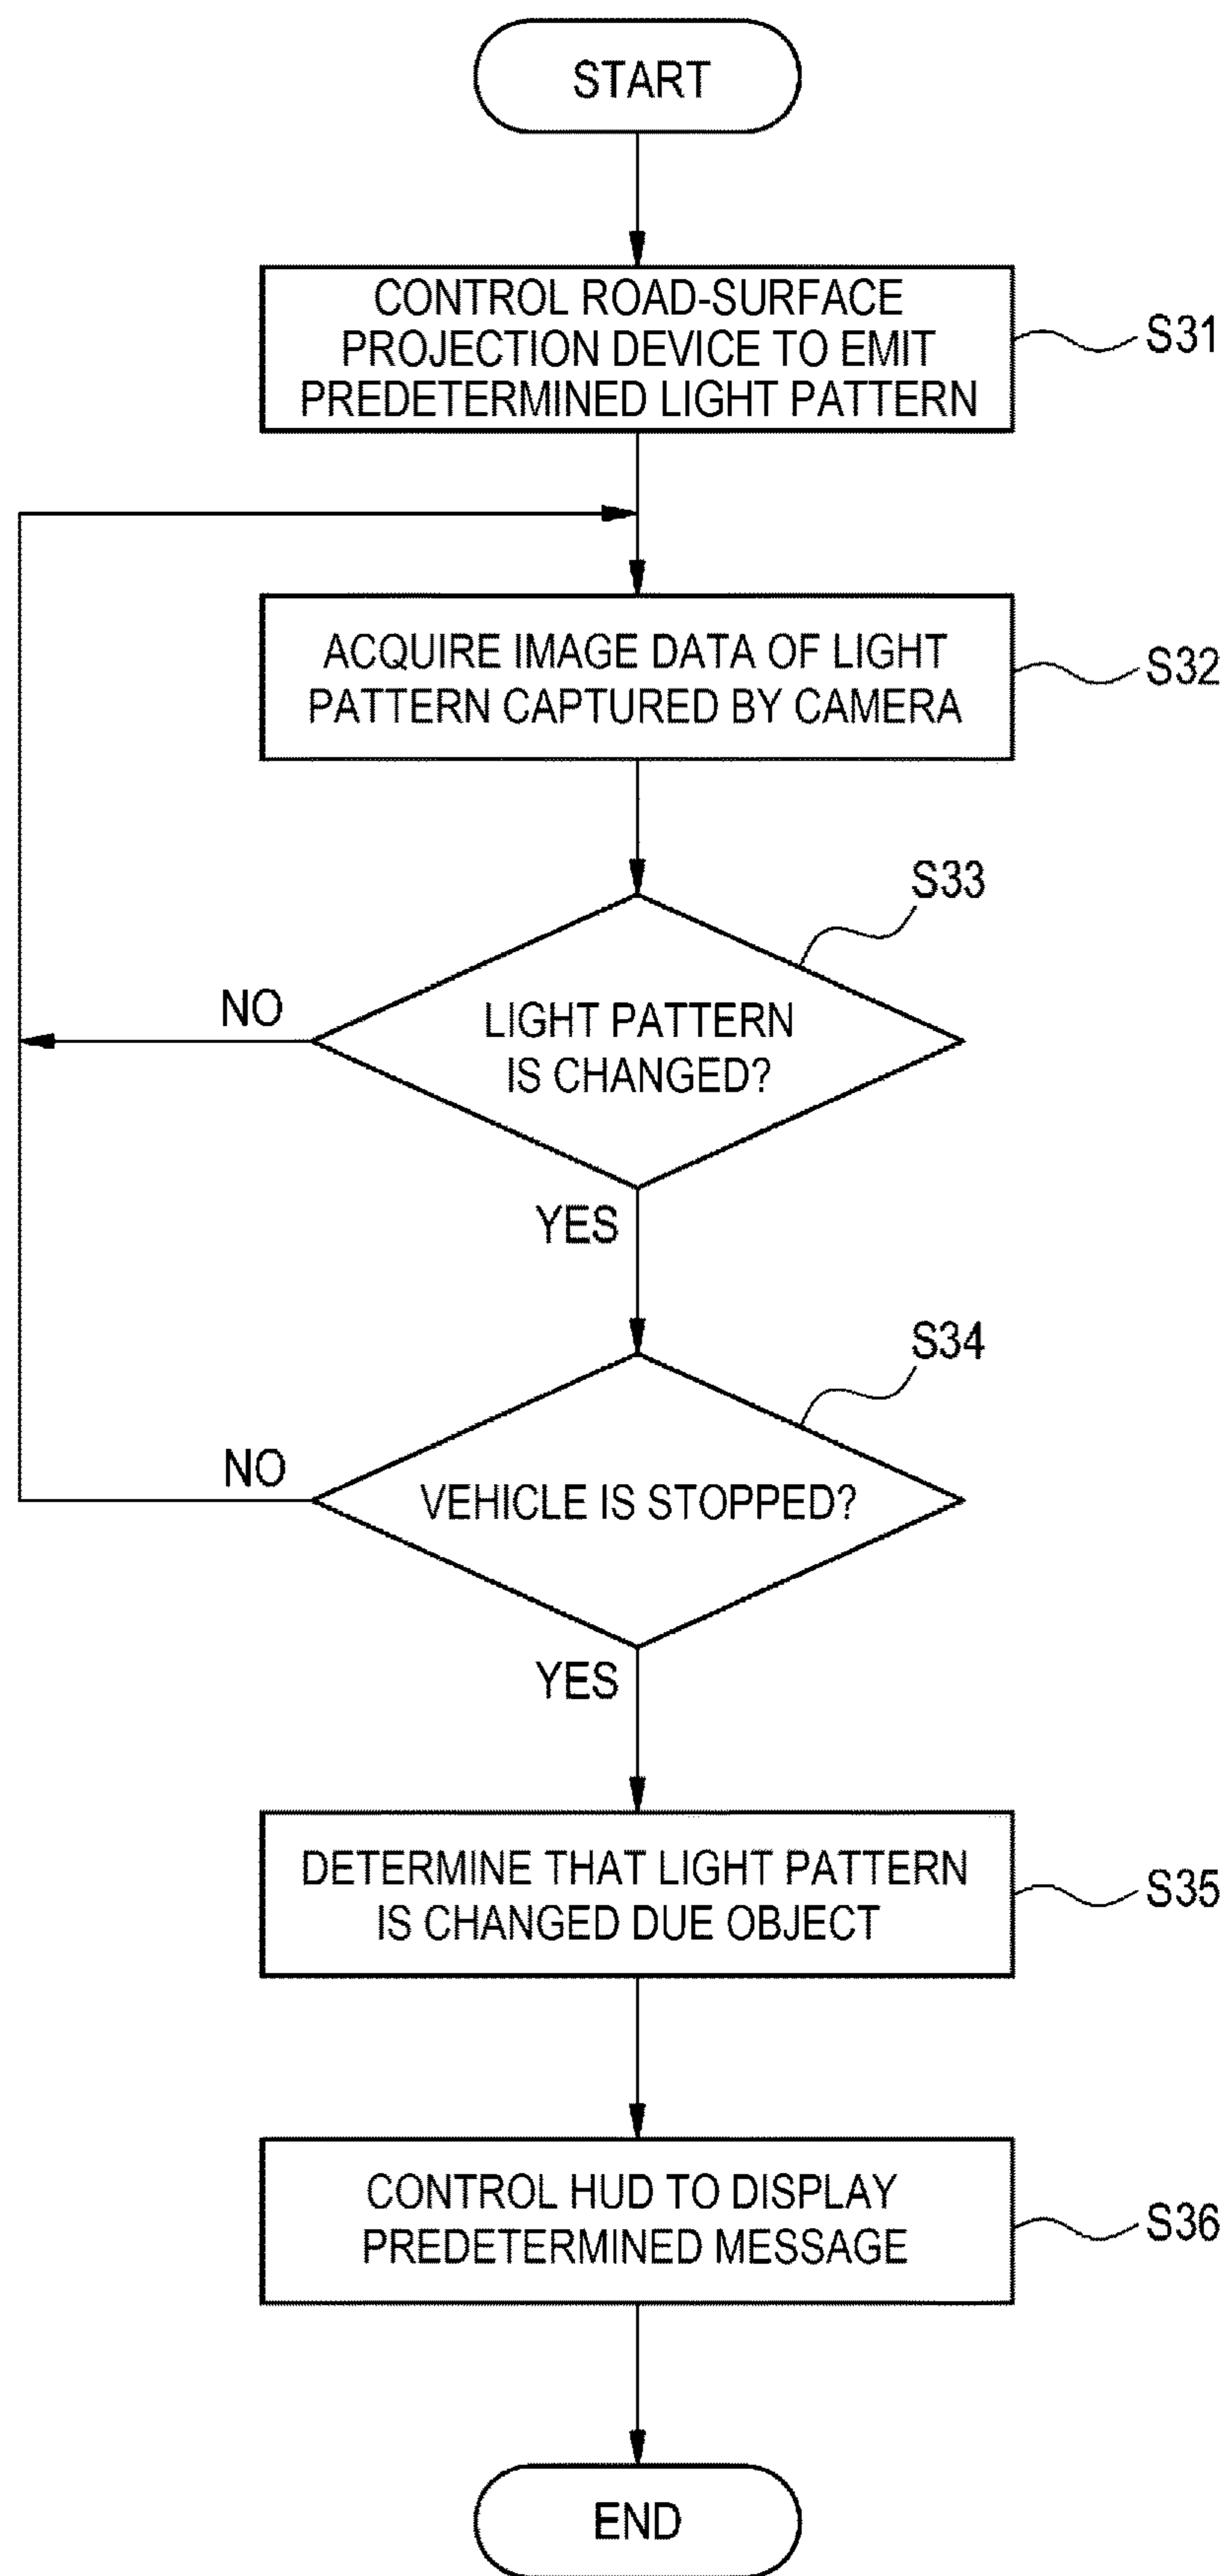 START
CONTROL ROAD-SURFACE
PROJECTION DEVICE TO EMIT
PREDETERMINED LIGHT PATTERN
S31
ACQUIRE IMAGE DATA OF LIGHT
PATTERN CAPTURED BY CAMERA
S32
S33
LIGHT PATTERN
IS CHANGED?
NO
YES
S34
VEHICLE IS STOPPED?
NO
YES
DETERMINE THAT LIGHT PATTERN
IS CHANGED DUE OBJECT
S35
CONTROL HUD TO DISPLAY
PREDETERMINED MESSAGE
S36
END